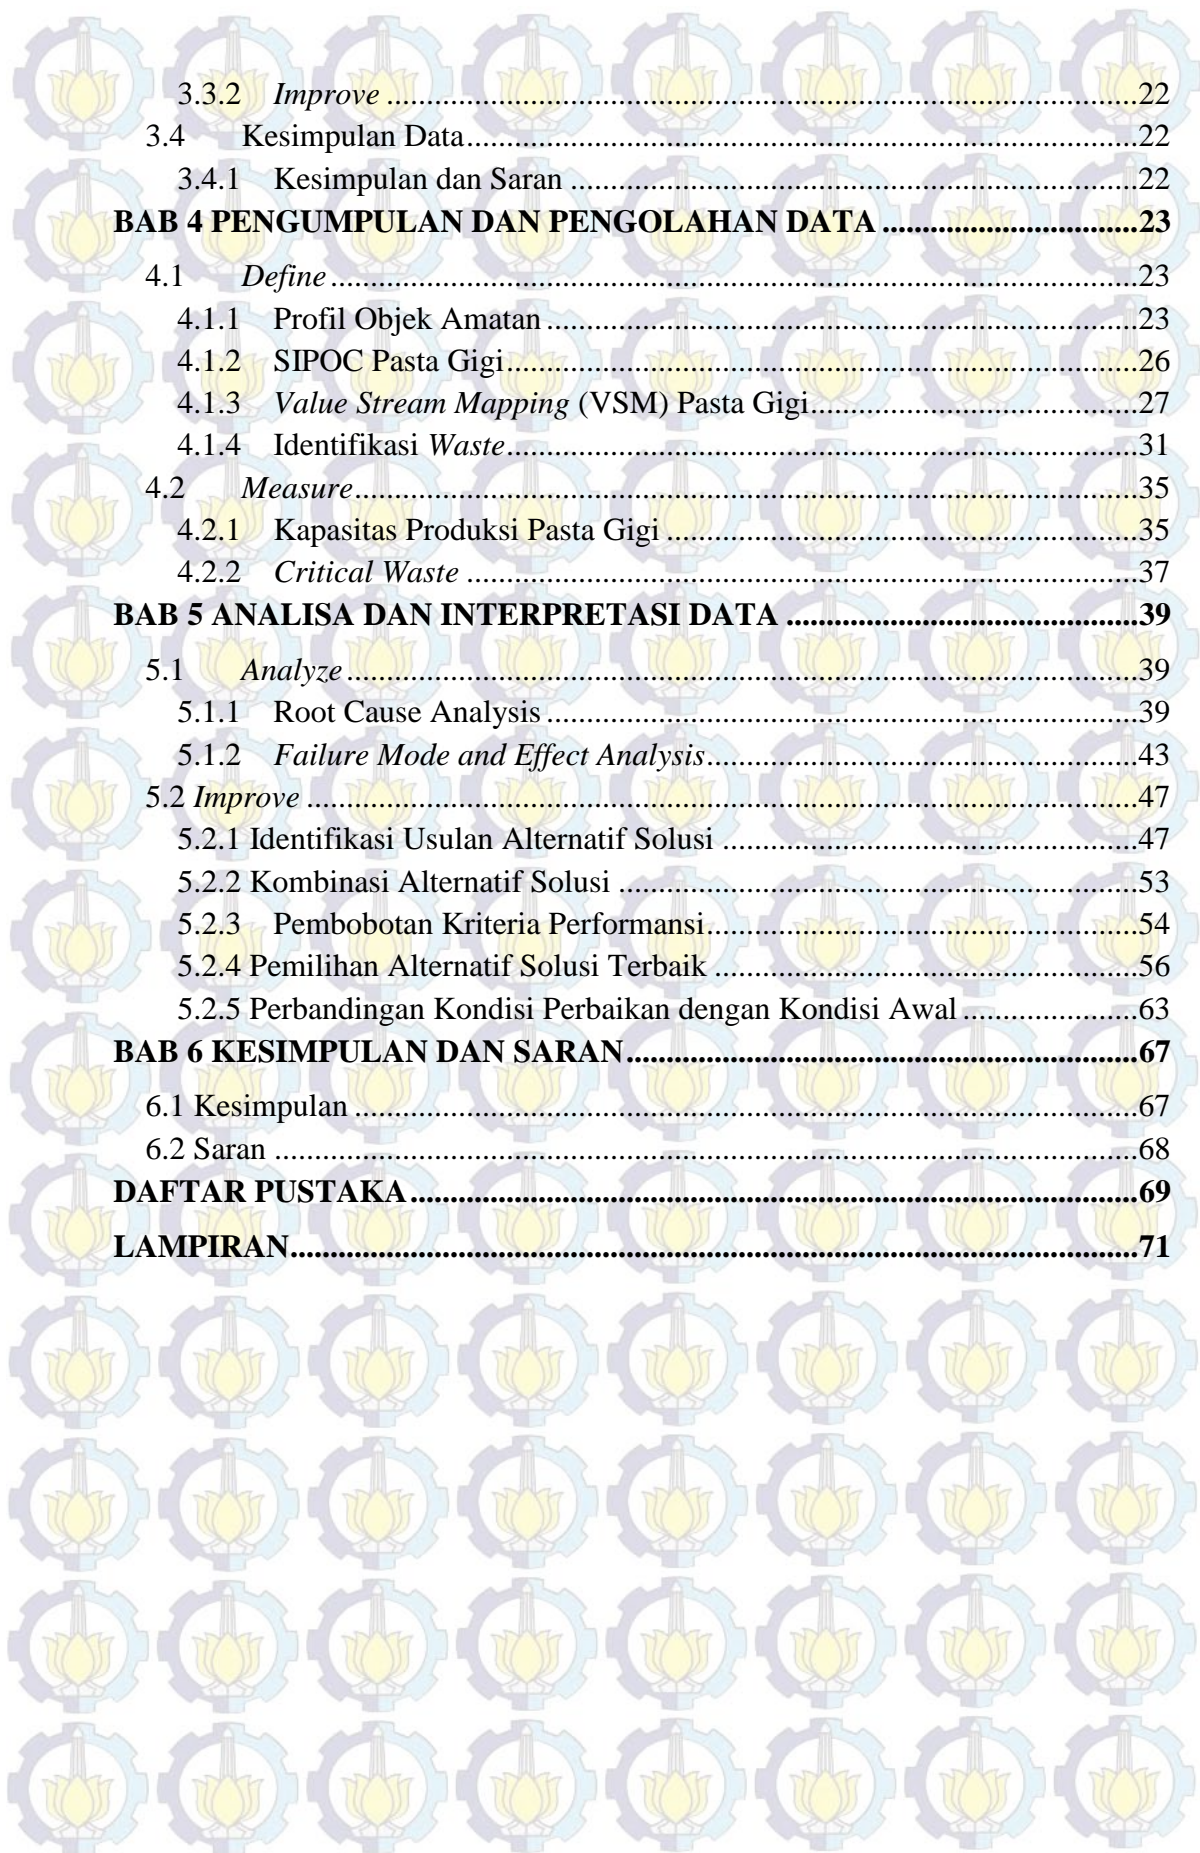 3.3.2 Improve ..... 22
3.4 Kesimpulan Data ..... 22
3.4.1 Kesimpulan dan Saran ..... 22
BAB 4 PENGUMPULAN DAN PENGOLAHAN DATA ..... 23
4.1 Define ..... 23
4.1.1 Profil Objek Amatan ..... 23
4.1.2 SIPOC Pasta Gigi ..... 26
4.1.3 Value Stream Mapping (VSM) Pasta Gigi ..... 27
4.1.4 Identifikasi Waste ..... 31
4.2 Measure ..... 35
4.2.1 Kapasitas Produksi Pasta Gigi ..... 35
4.2.2 Critical Waste ..... 37
BAB 5 ANALISA DAN INTERPRETASI DATA ..... 39
5.1 Analyze ..... 39
5.1.1 Root Cause Analysis ..... 39
5.1.2 Failure Mode and Effect Analysis ..... 43
5.2 Improve ..... 47
5.2.1 Identifikasi Usulan Alternatif Solusi ..... 47
5.2.2 Kombinasi Alternatif Solusi ..... 53
5.2.3 Pembobotan Kriteria Performansi ..... 54
5.2.4 Pemilihan Alternatif Solusi Terbaik ..... 56
5.2.5 Perbandingan Kondisi Perbaikan dengan Kondisi Awal ..... 63
BAB 6 KESIMPULAN DAN SARAN ..... 67
6.1 Kesimpulan ..... 67
6.2 Saran ..... 68
DAFTAR PUSTAKA ..... 69
LAMPIRAN ..... 71